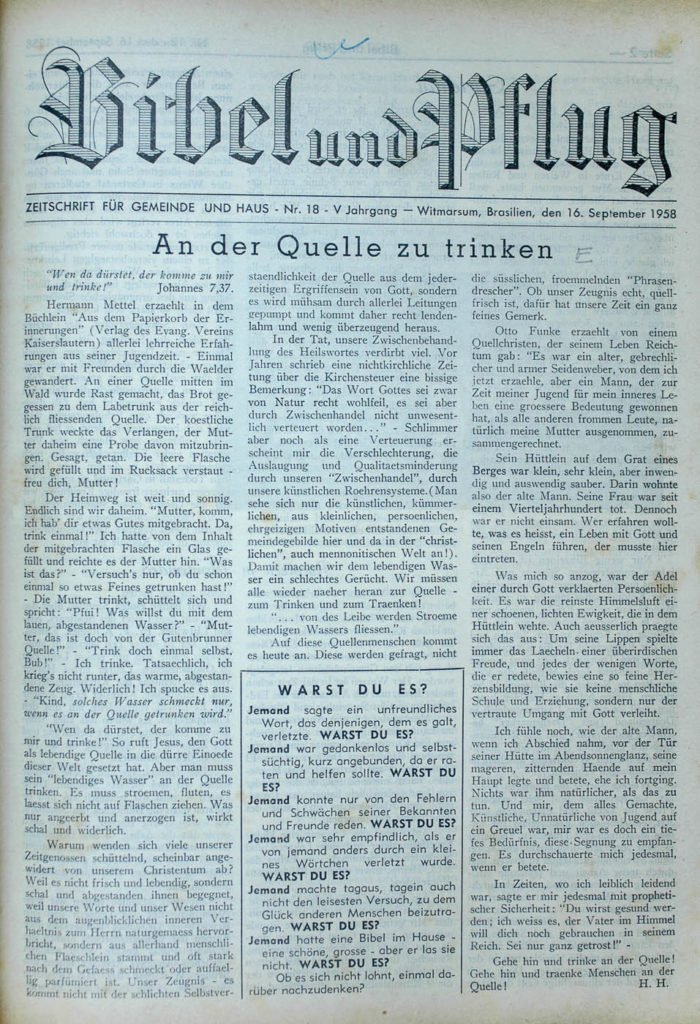 Bibel und Pflug
ZEITSCHRIFT FÜR GEMEINDE UND HAUS - Nr. 18 - V Jahrgang — Witmarsum, Brasilien, den 16. September 1958
An der Quelle zu trinken
E
"Wen da dürstet, der komme zu mir
und trinke!" Johannes 7,37.
Hermann Mettel erzaehlt in dem
Büchlein "Aus dem Papierkorb der Er-
innerungen" (Verlag des Evang. Vereins
Kaiserslautern) allerlei lehrreiche Erfah-
rungen aus seiner Jugendzeit. - Einmal
war er mit Freunden durch die Waelder
gewandert. An einer Quelle mitten im
Wald wurde Rast gemacht, das Brot ge-
gessen zu dem Labetrunk aus der reich-
lich fliessenden Quelle. Der koestliche
Trunk weckte das Verlangen, der Mut-
ter daheim eine Probe davon mitzubrin-
gen. Gesagt, getan. Die leere Flasche
wird gefüllt und im Rucksack verstaut -
freu dich, Mutter!
Der Heimweg ist weit und sonnig.
Endlich sind wir daheim. "Mutter, komm,
ich hab' dir etwas Gutes mitgebracht. Da,
trink einmal!" Ich hatte von dem Inhalt
der mitgebrachten Flasche ein Glas ge-
füllt und reichte es der Mutter hin. "Was
ist das?" - "Versuch's nur, ob du schon
einmal so etwas Feines getrunken hast!"
- Die Mutter trinkt, schüttelt sich und
spricht: "Pfui! Was willst du mit dem
lauen, abgestandenen Wasser?" - "Mut-
ter, das ist doch von der Gutenbrunner
Quelle!" - "Trink doch einmal selbst,
Bub!" - Ich trinke. Tatsaechlich, ich
krieg's nicht runter, das warme, abgestan-
dene Zeug. Widerlich! Ich spucke es aus.
- "Kind, solches Wasser schmeckt nur,
wenn es an der Quelle getrunken wird."
"Wen da dürstet, der komme zu
mir und trinke!" So ruft Jesus, den Gott
als lebendige Quelle in die dürre Einoede
dieser Welt gesetzt hat. Aber man muss
sein "lebendiges Wasser" an der Quelle
trinken. Es muss stroemen, fluten, es
laesst sich nicht auf Flaschen ziehen. Was
nur angeerbt und anerzogen ist, wirkt
schal und widerlich.
Warum wenden sich viele unserer
Zeitgenossen schüttelnd, scheinbar ange-
widert von unserem Christentum ab?
Weil es nicht frisch und lebendig, sondern
schal und abgestanden ihnen begegnet,
weil unsere Worte und unser Wesen nicht
aus dem augenblicklichen inneren Ver-
haeltnis zum Herrn naturgemaess hervor-
bricht, sondern aus allerhand menschli-
chen Flaeschlein stammt und oft stark
nach dem Gefaess schmeckt oder auffael-
lig parfümiert ist. Unser Zeugnis - es
kommt nicht mit der schlichten Selbstver-
staendlichkeit der Quelle aus dem jeder-
zeitigen Ergriffensein von Gott, sondern
es wird mühsam durch allerlei Leitungen
gepumpt und kommt daher recht lenden-
lahm und wenig überzeugend heraus.
In der Tat, unsere Zwischenbehand-
lung des Heilswortes verdirbt viel. Vor
Jahren schrieb eine nichtkirchliche Zei-
tung über die Kirchensteuer eine bissige
Bemerkung: "Das Wort Gottes sei zwar
von Natur recht wohlfeil, es sei aber
durch Zwischenhandel nicht unwesent-
lich verteuert worden..." - Schlimmer
aber noch als eine Verteuerung er-
scheint mir die Verschlechterung, die
Auslaugung und Qualitaetsminderung
durch unseren "Zwischenhandel", durch
unsere künstlichen Roehrensysteme.(Man
sehe sich nur die künstlichen, kümmer-
lichen, aus kleinlichen, persoenlichen,
ehrgeizigen Motiven entstandenen Ge-
meindegebilde hier und da in der "christ-
lichen", auch mennonitischen Welt an!).
Damit machen wir dem lebendigen Was-
ser ein schlechtes Gerücht. Wir müssen
alle wieder naeher heran zur Quelle -
zum Trinken und zum Traenken!
"... von des Leibe werden Stroeme
lebendigen Wassers fliessen."
Auf diese Quellenmenschen kommt
es heute an. Diese werden gefragt, nicht
WARST DU ES?
Jemand sagte ein unfreundliches
Wort, das denjenigen, dem es galt,
verletzte. WARST DU ES?
Jemand war gedankenlos und selbst-
süchtig, kurz angebunden, da er ra-
ten und helfen sollte. WARST DU
ES?
Jemand konnte nur von den Fehlern
und Schwächen seiner Bekannten
und Freunde reden. WARST DU ES?
Jemand war sehr empfindlich, als er
von jemand anders durch ein klei-
nes Wörtchen verletzt wurde.
WARST DU ES?
Jemand machte tagaus, tagein auch
nicht den leisesten Versuch, zu dem
Glück anderen Menschen beizutra-
gen. WARST DU ES?
Jemand hatte eine Bibel im Hause -
eine schöne, grosse - aber er las sie
nicht. WARST DU ES?
Ob es sich nicht lohnt, einmal da-
rüber nachzudenken?
die süsslichen, froemmelnden "Phrasen-
drescher". Ob unser Zeugnis echt, quell-
frisch ist, dafür hat unsere Zeit ein ganz
feines Gemerk.
Otto Funke erzaehlt von einem
Quellchristen, der seinem Leben Reich-
tum gab: "Es war ein alter, gebrechli-
cher und armer Seidenweber, von dem ich
jetzt erzaehle, aber ein Mann, der zur
Zeit meiner Jugend für mein inneres Le-
ben eine groessere Bedeutung gewonnen
hat, als alle anderen frommen Leute, na-
türlich meine Mutter ausgenommen, zu-
sammengerechnet.
Sein Hüttlein auf dem Grat eines
Berges war klein, sehr klein, aber inwen-
dig und auswendig sauber. Darin wohnte
also der alte Mann. Seine Frau war seit
einem Vierteljahrhundert tot. Dennoch
war er nicht einsam. Wer erfahren woll-
te, was es heisst, ein Leben mit Gott und
seinen Engeln führen, der musste hier
eintreten.
Was mich so anzog, war der Adel
einer durch Gott verklaerten Persoenlich-
keit. Es war die reinste Himmelsluft ei-
ner schoenen, lichten Ewigkeit, die in dem
Hüttlein wehte. Auch aeusserlich praegte
sich das aus: Um seine Lippen spielte
immer das Laecheln einer überirdischen
Freude, und jedes der wenigen Worte,
die er redete, bewies eine so feine Her-
zensbildung, wie sie keine menschliche
Schule und Erziehung, sondern nur der
vertraute Umgang mit Gott verleiht.
Ich fühle noch, wie der alte Mann,
wenn ich Abschied nahm, vor der Tür
seiner Hütte im Abendsonnenglanz, seine
mageren, zitternden Haende auf mein
Haupt legte und betete, ehe ich fortging.
Nichts war ihm natürlicher, als das zu
tun. Und mir, dem alles Gemachte,
Künstliche, Unnatürliche von Jugend auf
ein Greuel war, mir war es doch ein tie-
fes Bedürfnis, diese Segnung zu empfan-
gen. Es durchschauerte mich jedesmal,
wenn er betete.
In Zeiten, wo ich leiblich leidend
war, sagte er mir jedesmal mit propheti-
scher Sicherheit: "Du wirst gesund wer-
den; ich weiss es, der Vater im Himmel
will dich noch gebrauchen in seinem
Reich. Sei nur ganz getrost!" -
Gehe hin und trinke an der Quelle!
Gehe hin und traenke Menschen an der
Quelle! H. H.